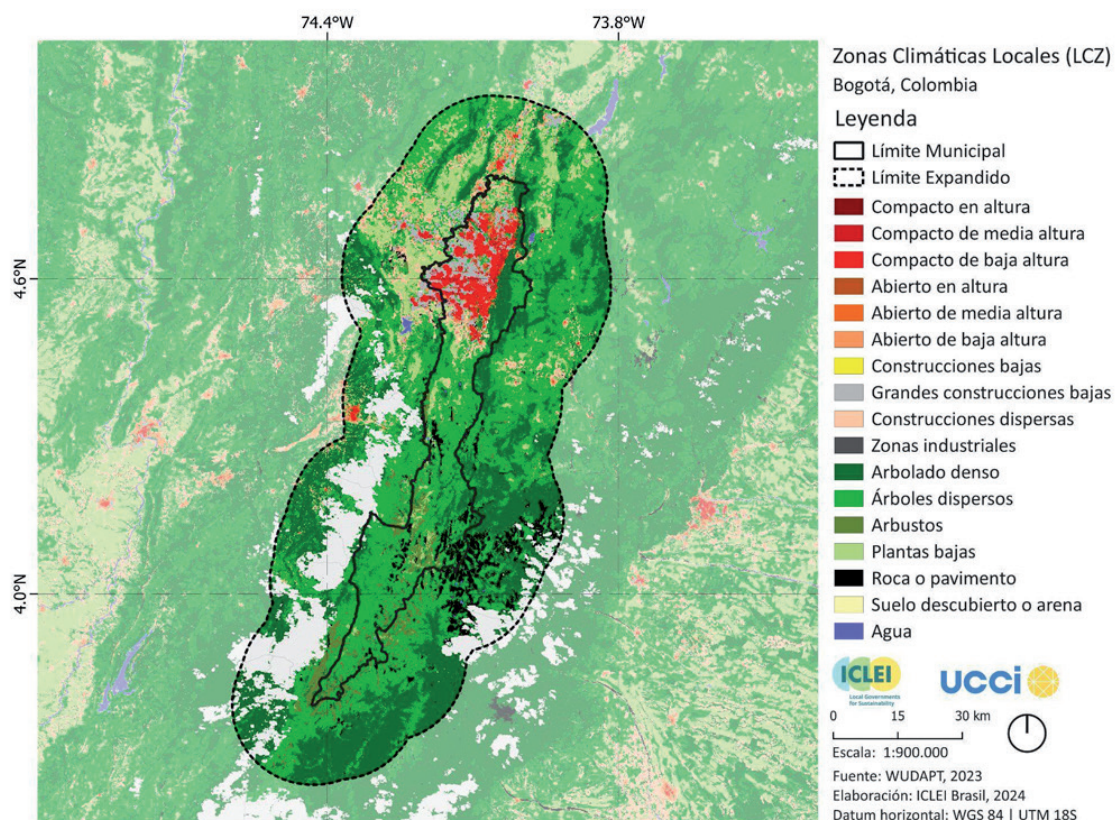 74.4°W
73.8°W
4.6°N
4.0°N
Zonas Climáticas Locales (LCZ)
Bogotá, Colombia
Leyenda
Límite Municipal
Límite Expandido
Compacto en altura
Compacto de media altura
Compacto de baja altura
Abierto en altura
Abierto de media altura
Abierto de baja altura
Construcciones bajas
Grandes construcciones bajas
Construcciones dispersas
Zonas industriales
Arbolado denso
Árboles dispersos
Arbustos
Plantas bajas
Roca o pavimento
Suelo descubierto o arena
Agua
ICLEI
Local Governments
for Sustainability
UCCI
0 15 30 km
Escala: 1:900.000
Fuente: WUDAPT, 2023
Elaboración: ICLEI Brasil, 2024
Datum horizontal: WGS 84 | UTM 18S